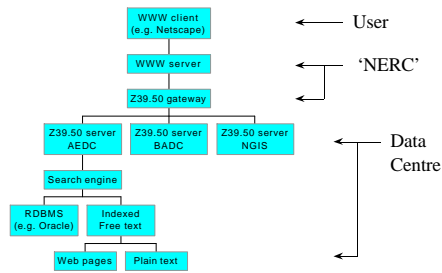 WWW client
(e.g. Netscape)
User
WWW server
‘NERC’
Z39.50 gateway
Z39.50 server
AEDC
Z39.50 server
BADC
Z39.50 server
NGIS
Data
Centre
Search engine
RDBMS
(e.g. Oracle)
Indexed
Free text
Web pages
Plain text